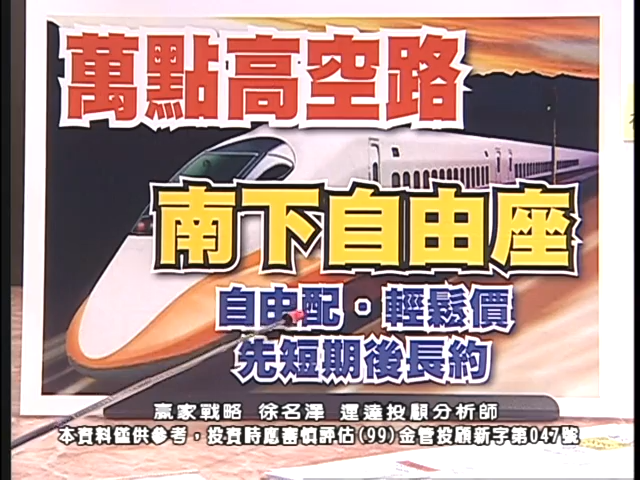 萬點高空路
南下自由座
自由配。輕鬆價
先短期後長約
贏家戰略 徐名澤 運達投顧分析師
本資料僅供參考，投資時應審慎評估(99)金管投顧新字第047號